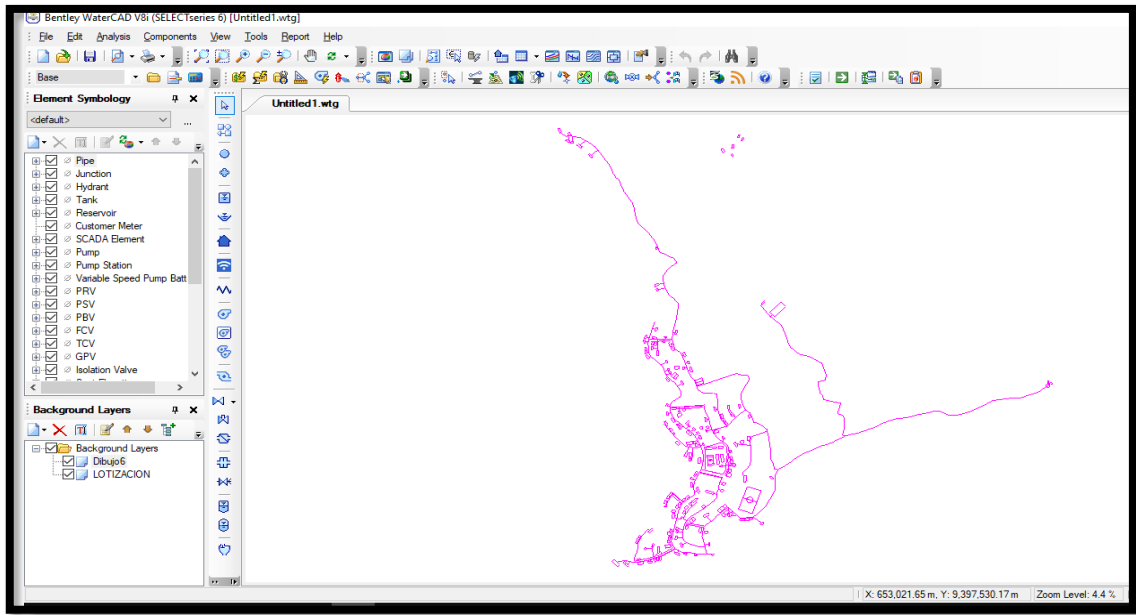 Bentley WaterCAD V8i (SELECTseries 6) [Untitled1.wtg]
File Edit Analysis Components View Tools Report Help
Base
Element Symbology
<default>
...
Pipe
Junction
Hydrant
Tank
Reservoir
Customer Meter
SCADA Element
Pump
Pump Station
Variable Speed Pump Batt
PRV
PSV
PBV
FCV
TCV
GPV
Isolation Valve
Background Layers
Background Layers
Dibujo6
LOTIZACION
Untitled1.wtg
X: 653,021.65 m, Y: 9,397,530.17 m
Zoom Level: 4.4 %